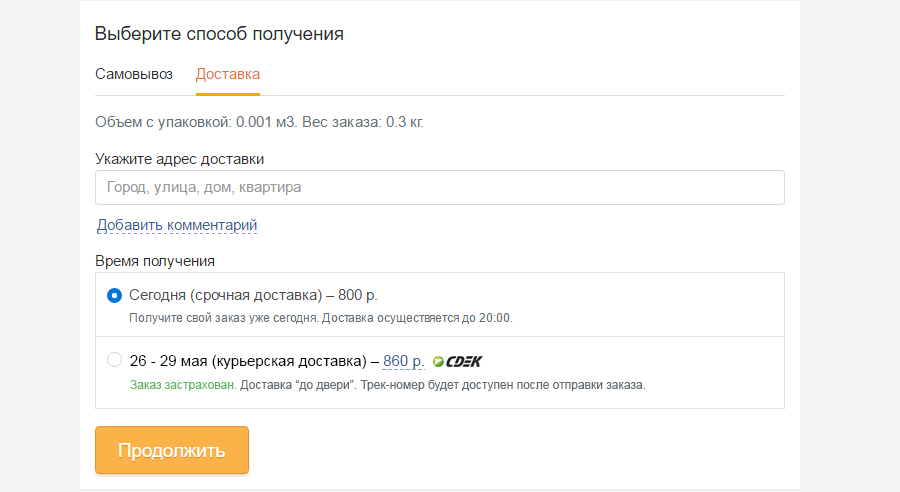 Выберите способ получения
Самовывоз Доставка
Объем с упаковкой: 0.001 м3. Вес заказа: 0.3 кг.
Укажите адрес доставки
Город, улица, дом, квартира
Добавить комментарий
Время получения
Сегодня (срочная доставка) – 800 р.
Получите свой заказ уже сегодня. Доставка осуществяется до 20:00.
26 - 29 мая (курьерская доставка) – 860 р. CDEK
Заказ застрахован. Доставка “до двери”. Трек-номер будет доступен после отправки заказа.
Продолжить